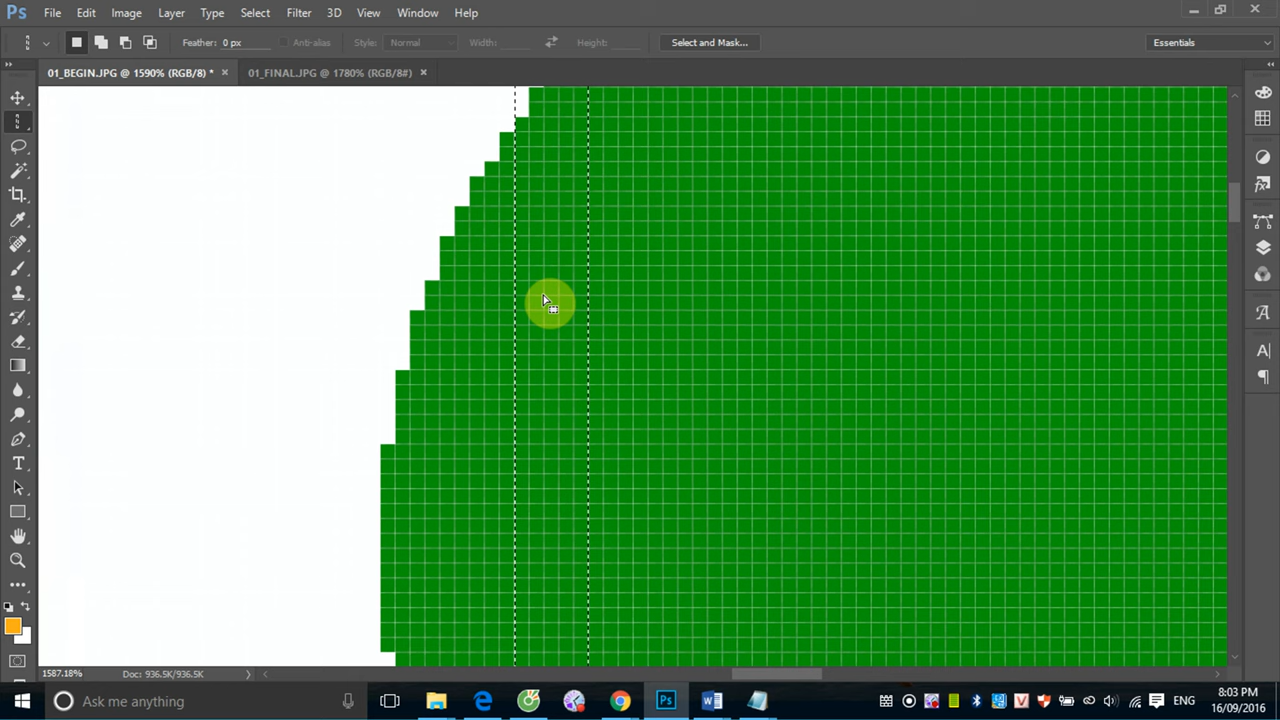 Ps File Edit Image Layer Type Select Filter 3D View Window Help
Feather: 0 px Anti-alias Style: Normal Width: Height: Select and Mask... Essentials
01_BEGIN.JPG @ 1590% (RGB/8) * × 01_FINAL.JPG @ 1780% (RGB/8#) ×
1587.18% Doc: 936.5K/936.5K
Ask me anything
Ps
ENG
8:03 PM
16/09/2016